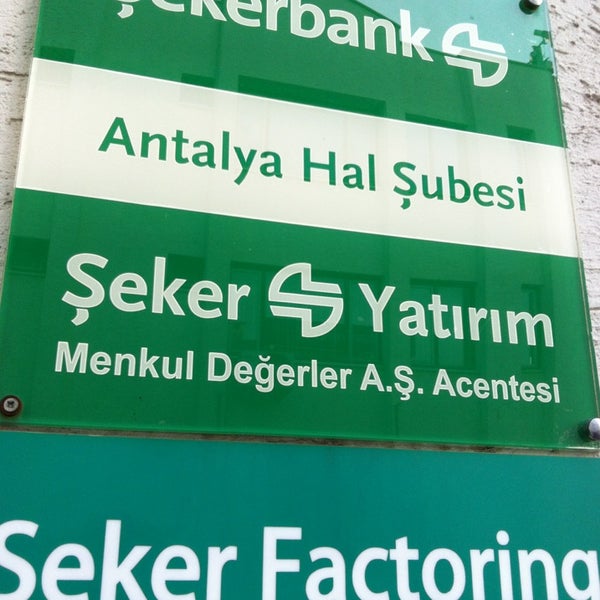 Şekerbank
Antalya Hal Şubesi
Şeker Yatırım
Menkul Değerler A.Ş. Acentesi
Şeker Factoring